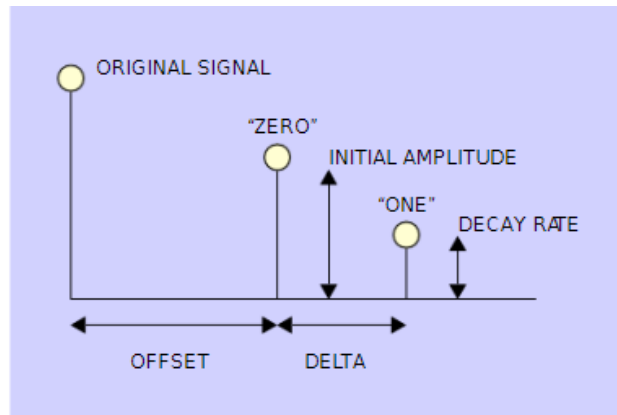 ORIGINAL SIGNAL
“ZERO”
INITIAL AMPLITUDE
“ONE”
DECAY RATE
OFFSET
DELTA